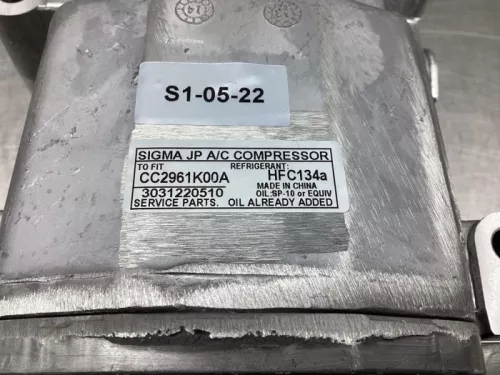 S1-05-22
SIGMA JP A/C COMPRESSOR
TO FIT REFRIGERANT:
CC2961K00A HFC134a
MADE IN CHINA
3031220510 OIL:SP-10 or EQUIV
SERVICE PARTS. OIL ALREADY ADDED